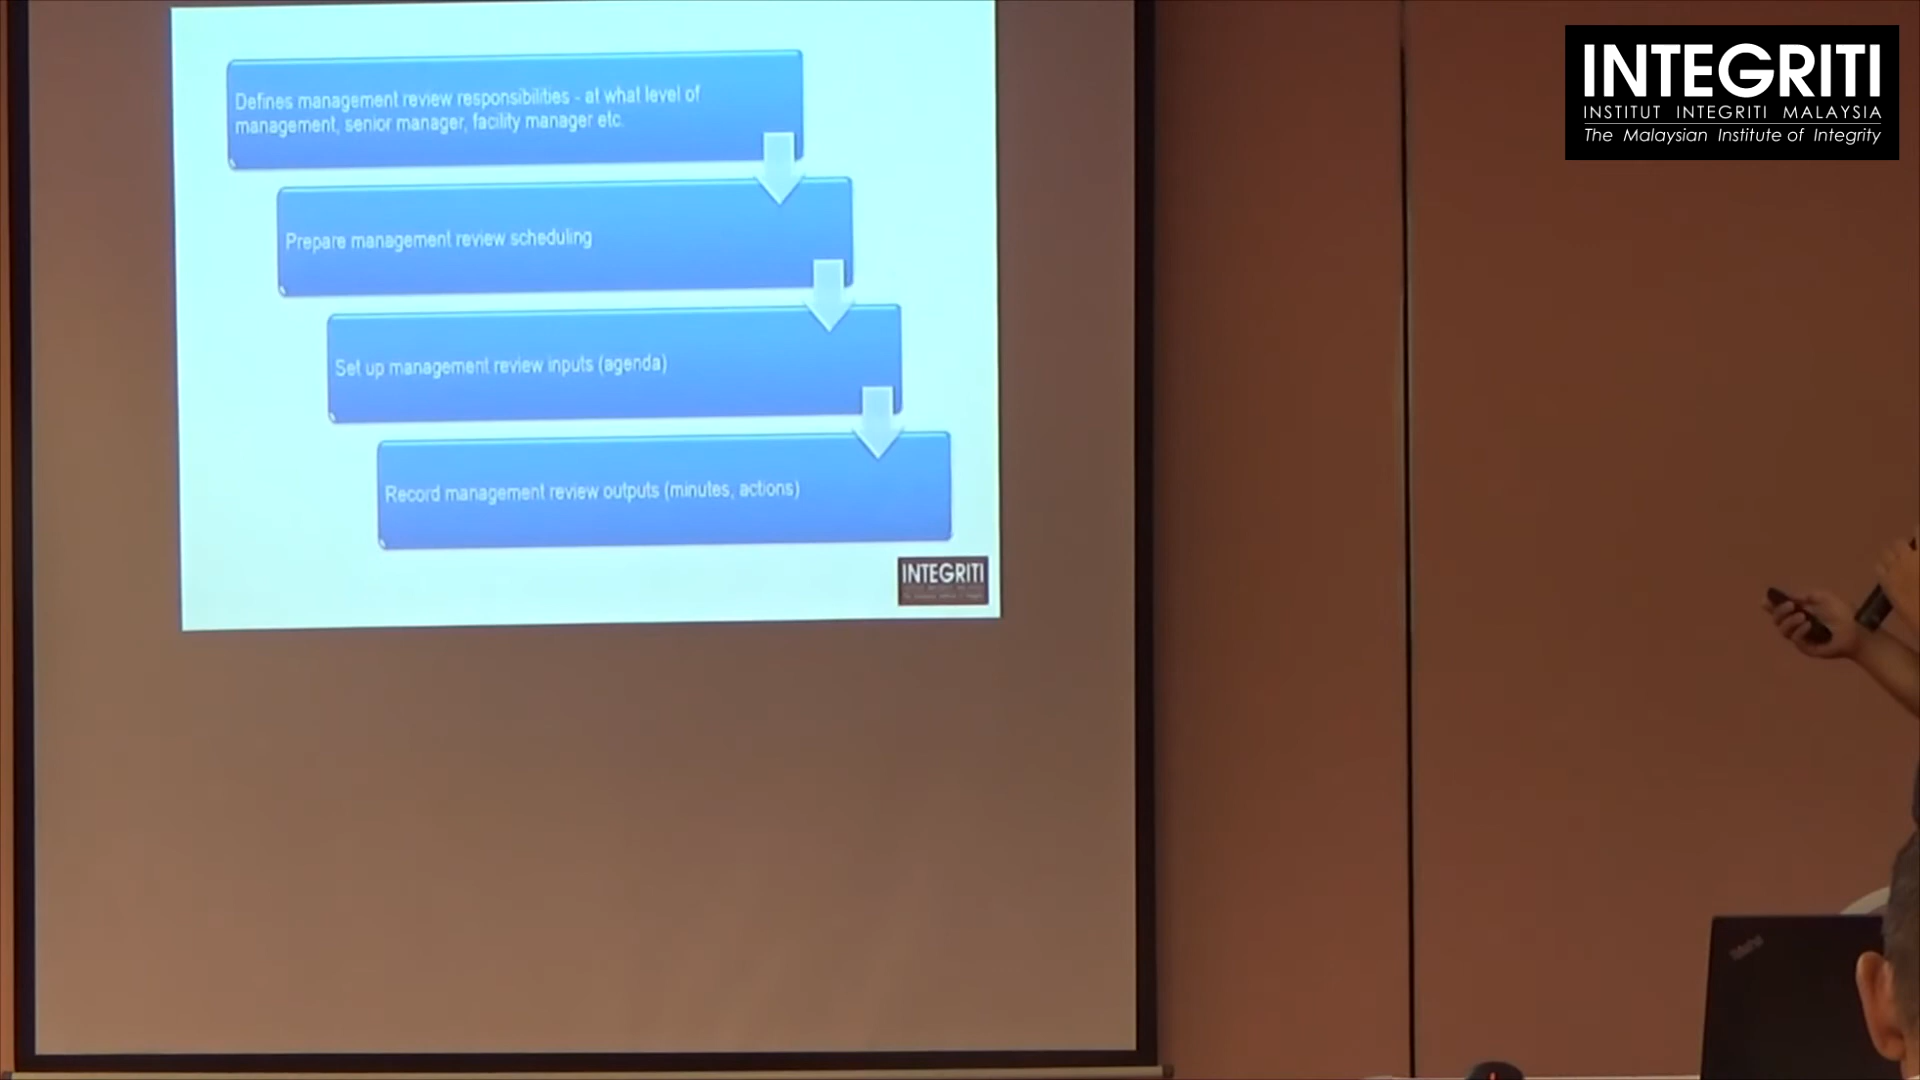 Defines management review responsibilities - at what level of
management, senior manager, facility manager etc.
Prepare management review scheduling
Set up management review inputs (agenda)
Record management review outputs (minutes, actions)
INTEGRITI
INTEGRITI
INSTITUT INTEGRITI MALAYSIA
The Malaysian Institute of Integrity
ThinkPad